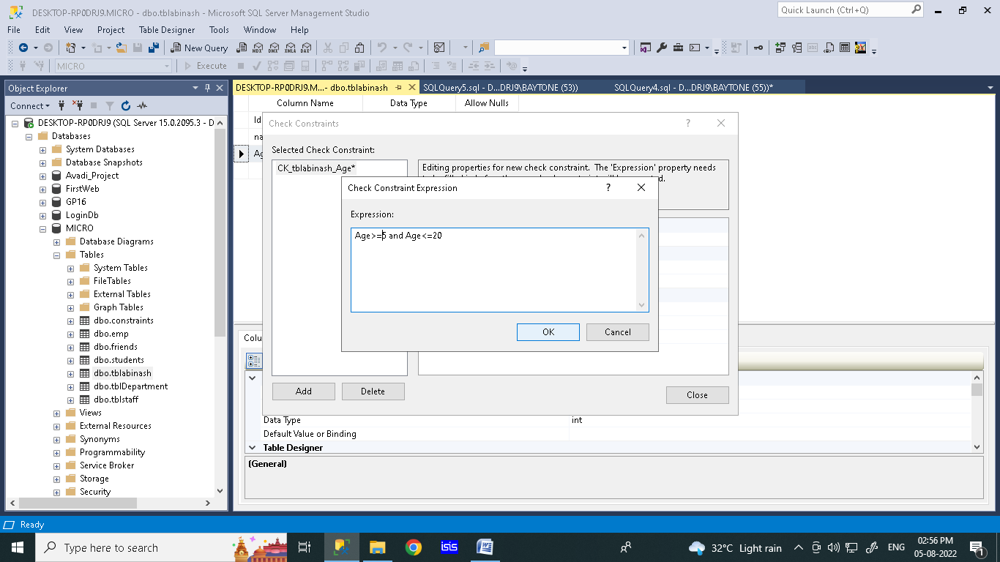 DESKTOP-RP0DRJ9.MICRO - dbo.tblabinash - Microsoft SQL Server Management Studio
Quick Launch (Ctrl+Q)
File Edit View Project Table Designer Tools Window Help
New Query MDX DMX XMLA DAX
MICRO Execute
Object Explorer
DESKTOP-RP0DRJ9.M...- dbo.tblabinash SQLQuery5.sql - D...DRJ9\BAYTONE (53)) SQLQuery4.sql - D...DRJ9\BAYTONE (55))*
Connect
Column Name Data Type Allow Nulls
Id
na
Ag
DESKTOP-RP0DRJ9 (SQL Server 15.0.2095.3 - D
Databases
System Databases
Database Snapshots
Avadi_Project
FirstWeb
GP16
LoginDb
MICRO
Database Diagrams
Tables
System Tables
FileTables
External Tables
Graph Tables
dbo.constraints
dbo.emp
dbo.friends
dbo.students
dbo.tblabinash
dbo.tblDepartment
dbo.tblstaff
Views
External Resources
Synonyms
Programmability
Service Broker
Storage
Security
Check Constraints ?
Selected Check Constraint:
CK_tblabinash_Age*
Editing properties for new check constraint. The 'Expression' property needs
Check Constraint Expression ?
Expression:
Age>=5 and Age<=20
OK Cancel
Add Delete
Close
Colu
Data Type int
Default Value or Binding
Table Designer
(General)
Ready
Type here to search
isis
32°C Light rain
ENG
02:56 PM
05-08-2022
1